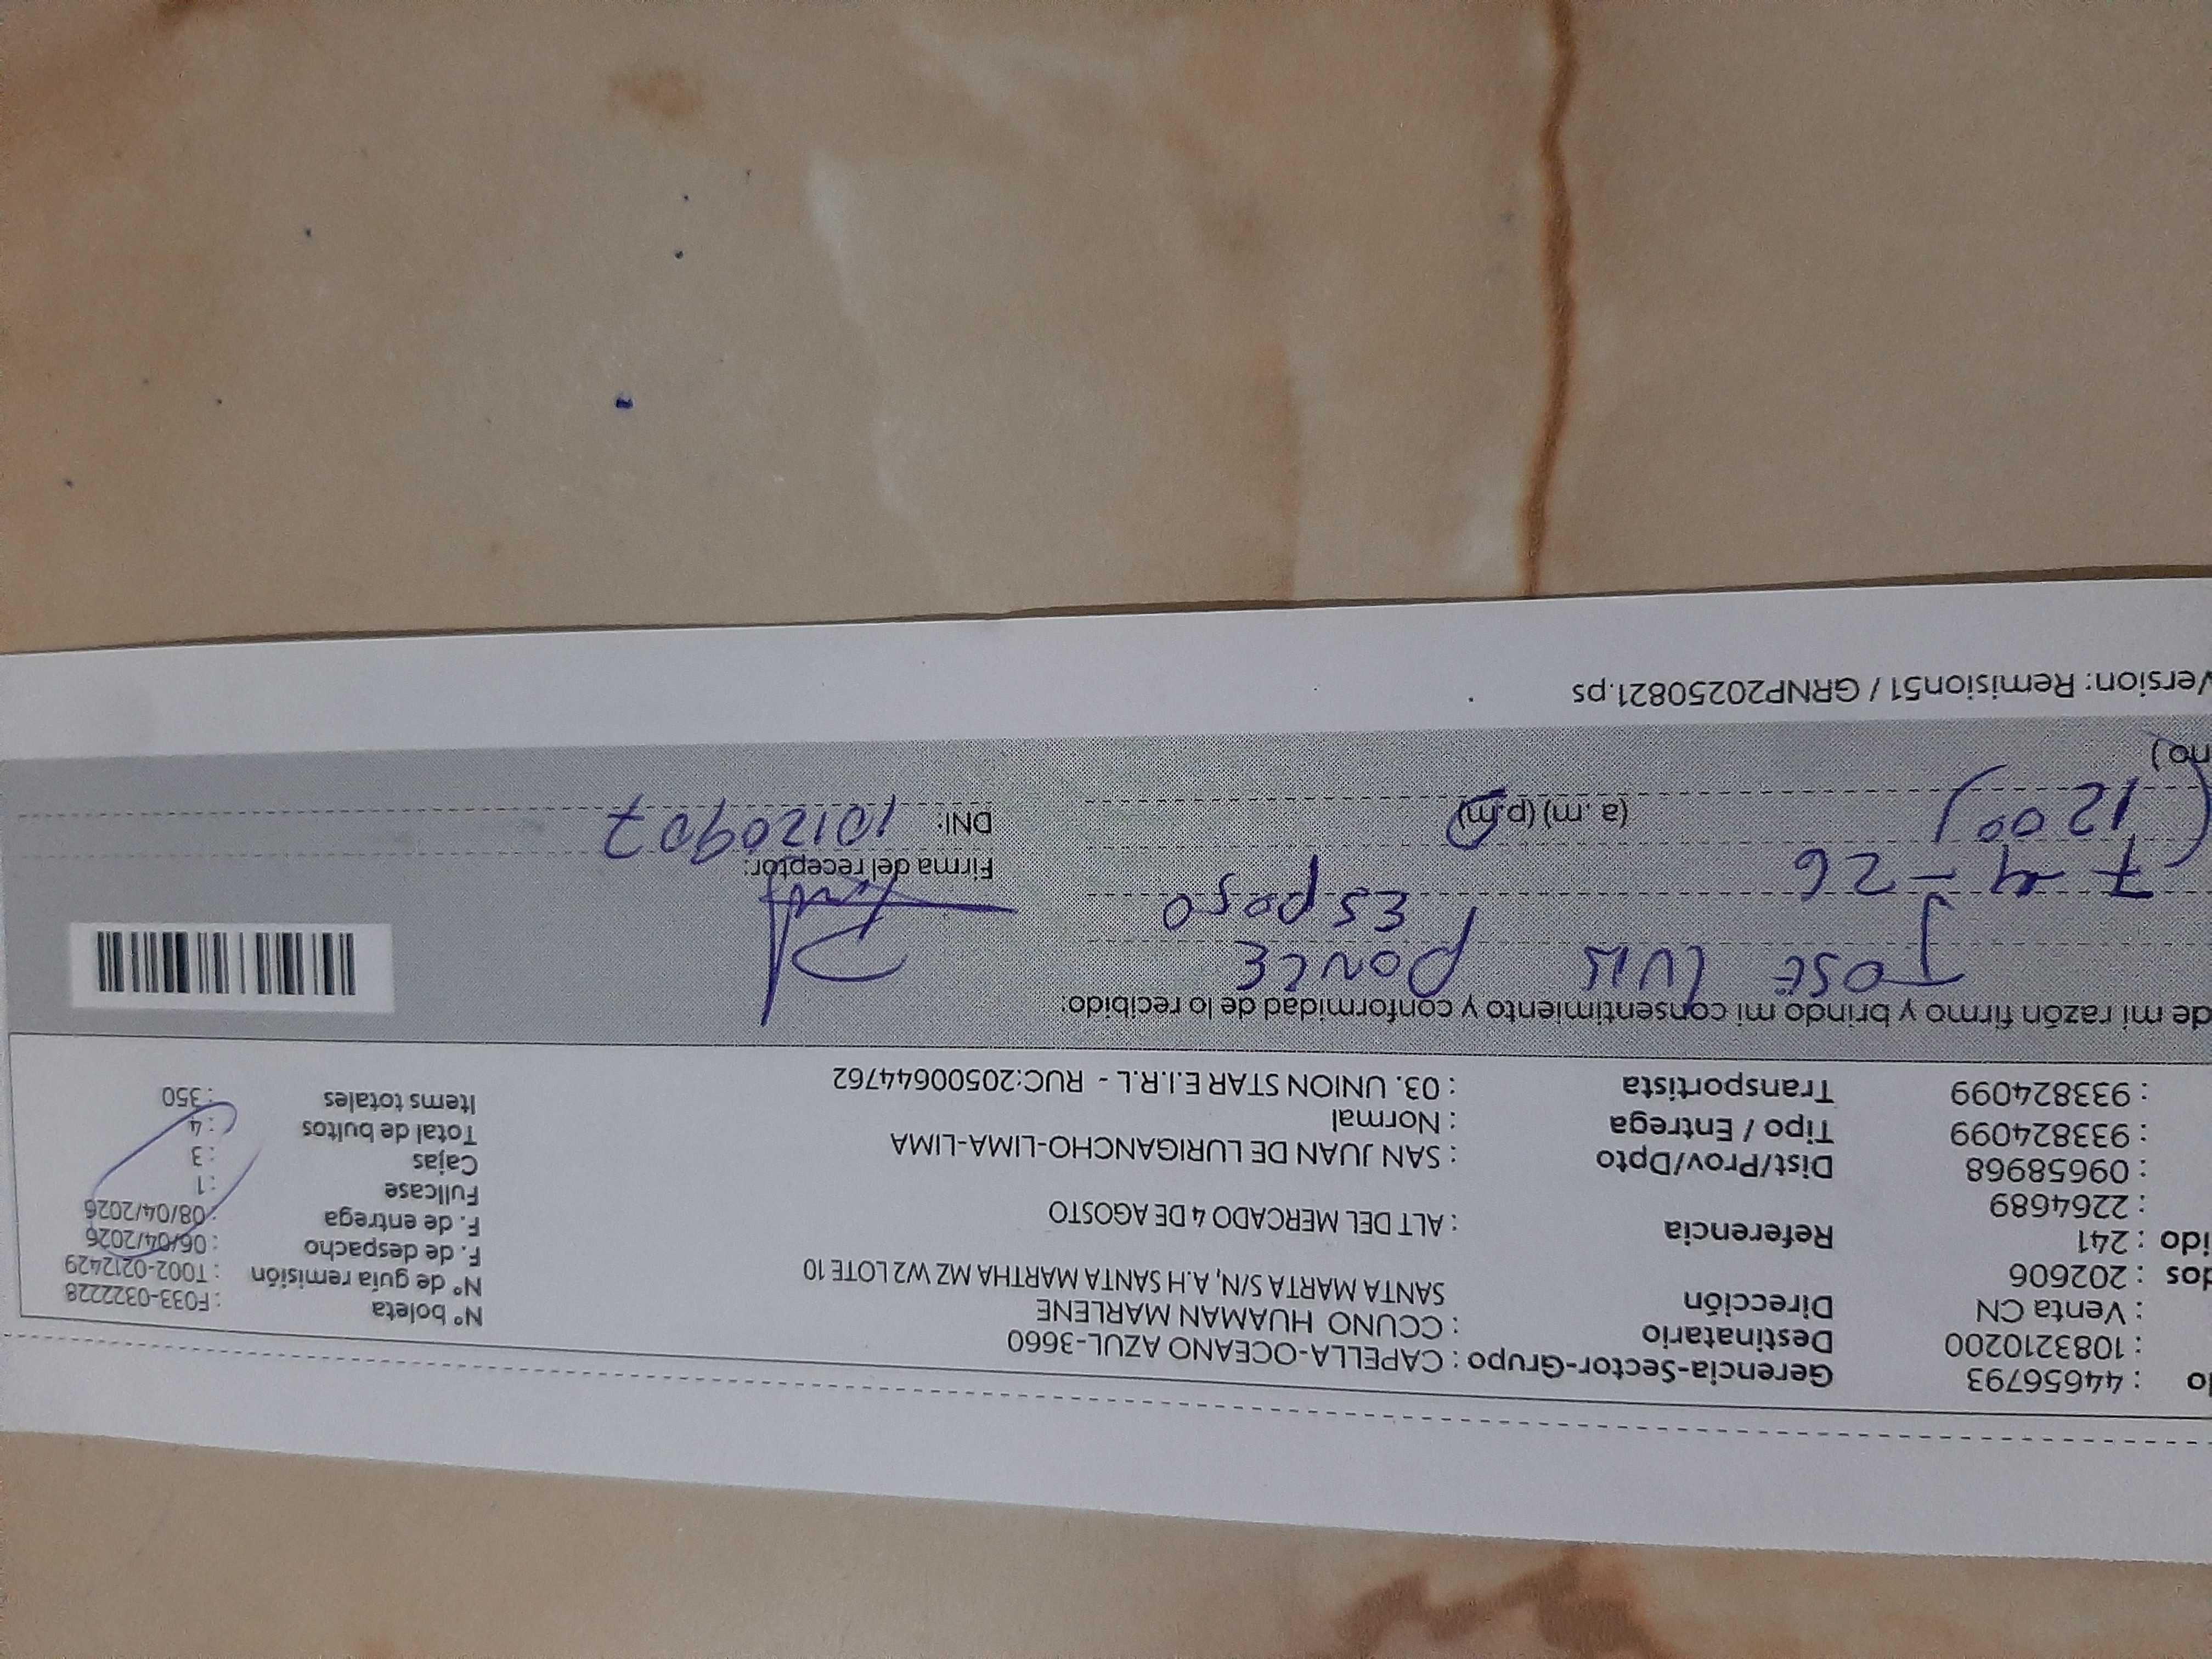 lo : 44656793 Gerencia-Sector-Grupo : CAPELLA-OCEANO AZUL-3660
: 1083210200 Destinatario : CCUNO HUAMAN MARLENE Nº boleta : F033-0322228
: Venta CN Dirección SANTA MARTA S/N, A.H SANTA MARTHA MZ W2 LOTE 10 Nº de guía remisión : T002-0212429
dos : 202606 F. de despacho : 06/04/2026
ido : 241 Referencia : ALT DEL MERCADO 4 DE AGOSTO F. de entrega : 08/04/2026
: 2264689 Fullcase : 1
: 09658968 Dist/Prov/Dpto : SAN JUAN DE LURIGANCHO-LIMA-LIMA Cajas : 3
: 933824099 Tipo / Entrega : Normal Total de bultos : 4
: 933824099 Transportista : 03. UNION STAR E.I.R.L - RUC:20500644762 Items totales : 350
de mi razón firmo y brindo mi consentimiento y conformidad de lo recibido:
JOSE LUIS PONCE
7-4-26 ESPOSO Firma del receptor:
(12 00) (a.m) (p.m) DNI: 10120907
no)
Version: Remision51 / GRNP20250821.ps